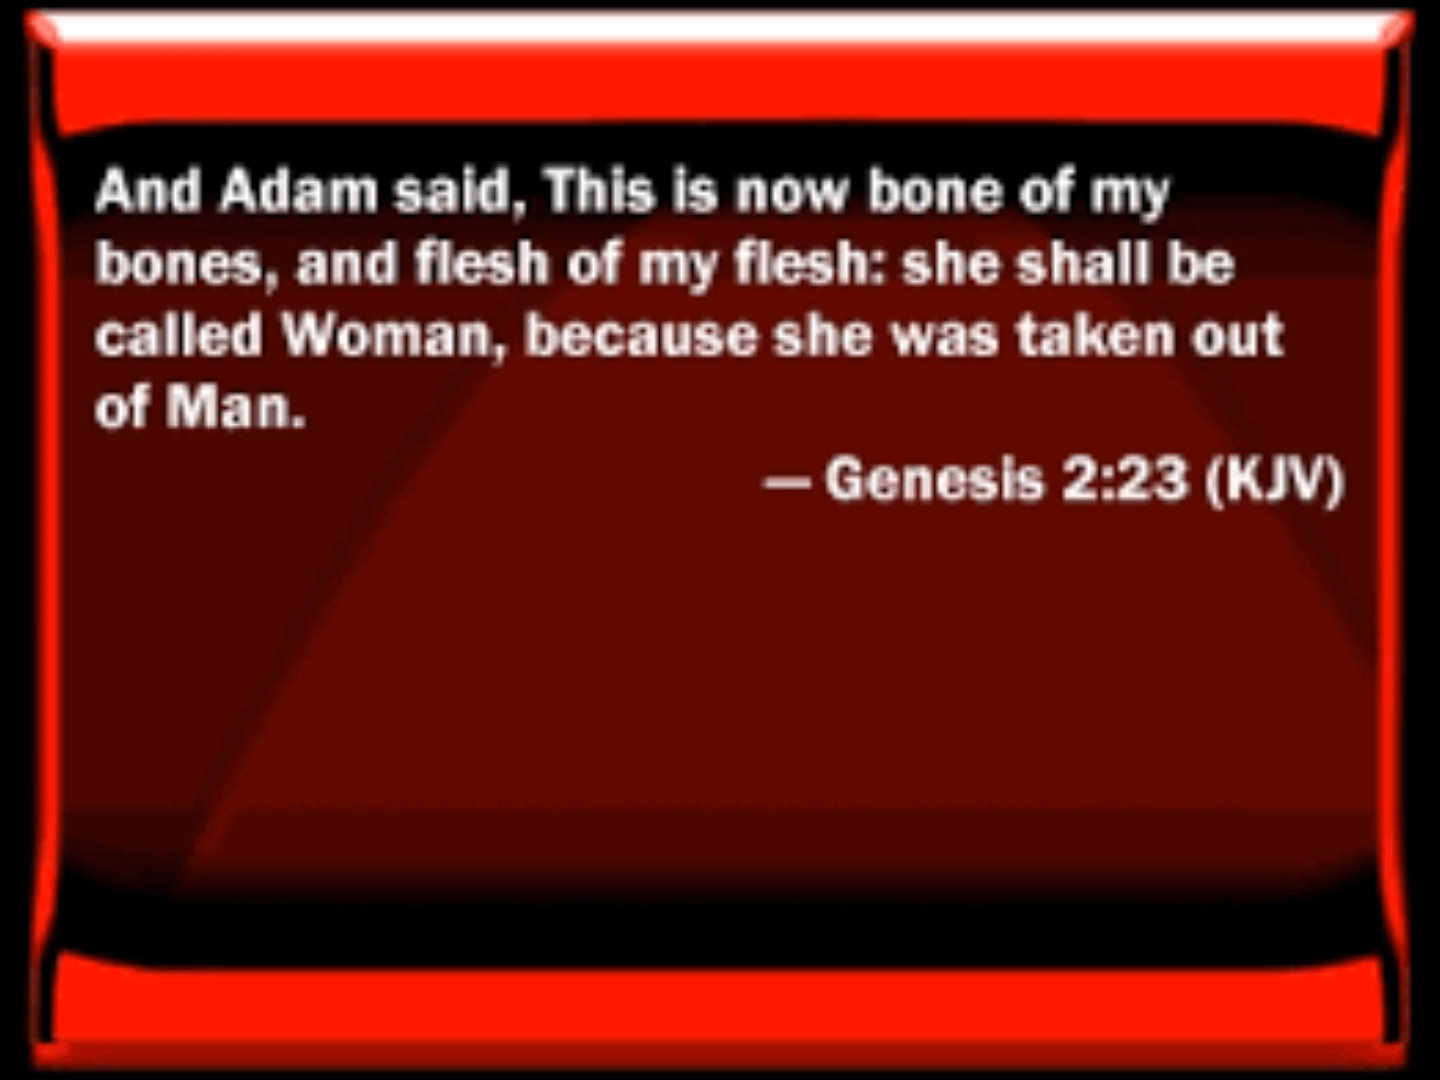 And Adam said, This is now bone of my
bones, and flesh of my flesh: she shall be
called Woman, because she was taken out
of Man.
— Genesis 2:23 (KJV)